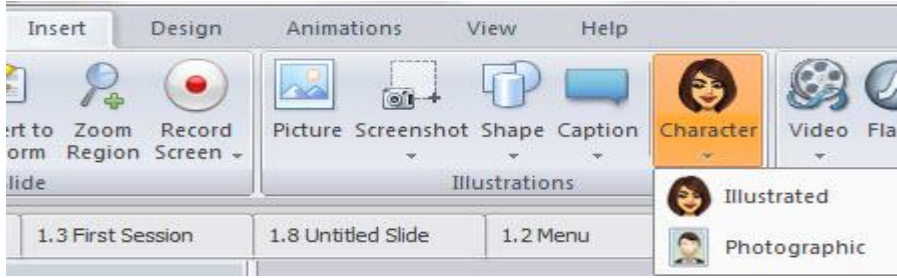 Insert Design Animations View Help
ert to Zoom Record Picture Screenshot Shape Caption Character Video Fla
orm Region Screen
lide Illustrations
Illustrated
1.3 First Session 1.8 Untitled Slide 1.2 Menu
Photographic